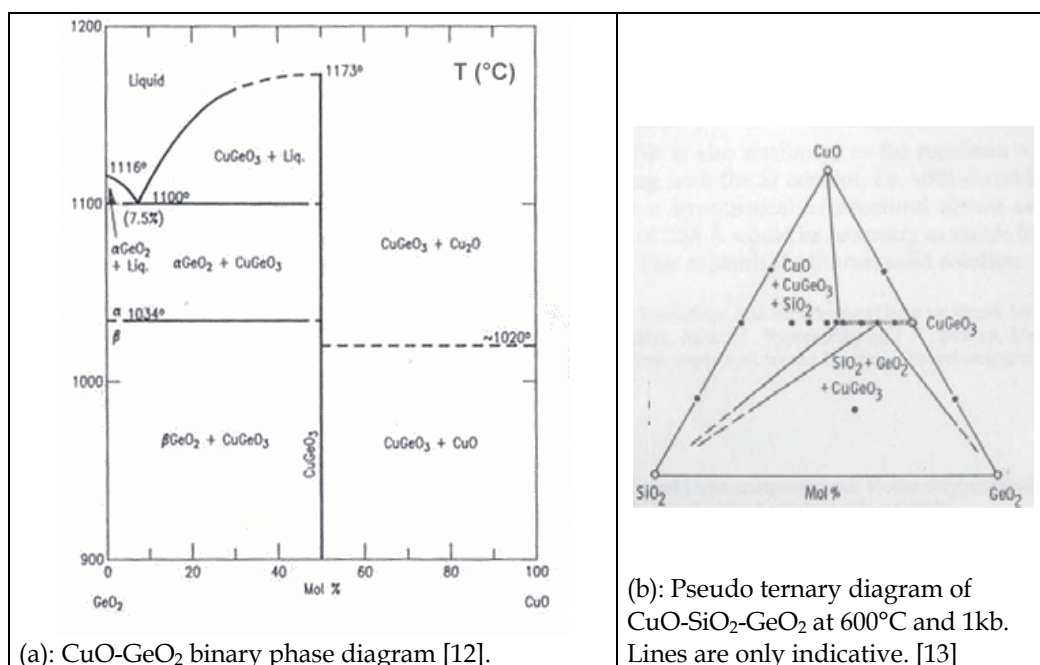 1200
1100
1000
900
T (°C)
Liquid
1173°
CuGeO₃ + Liq.
1116°
1100°
(7.5%)
αGeO₂
+ Liq.
αGeO₂ + CuGeO₃
CuGeO₃ + Cu₂O
α 1034°
β
~1020°
βGeO₂ + CuGeO₃
CuGeO₃
CuGeO₃ + CuO
0 20 40 60 80 100
Mol %
GeO₂
CuO
(a): CuO-GeO₂ binary phase diagram [12].
CuO
CuO
+ CuGeO₃
+ SiO₂
CuGeO₃
SiO₂ + GeO₂
+ CuGeO₃
SiO₂
Mol %
GeO₂
(b): Pseudo ternary diagram of
CuO-SiO₂-GeO₂ at 600°C and 1kb.
Lines are only indicative. [13]